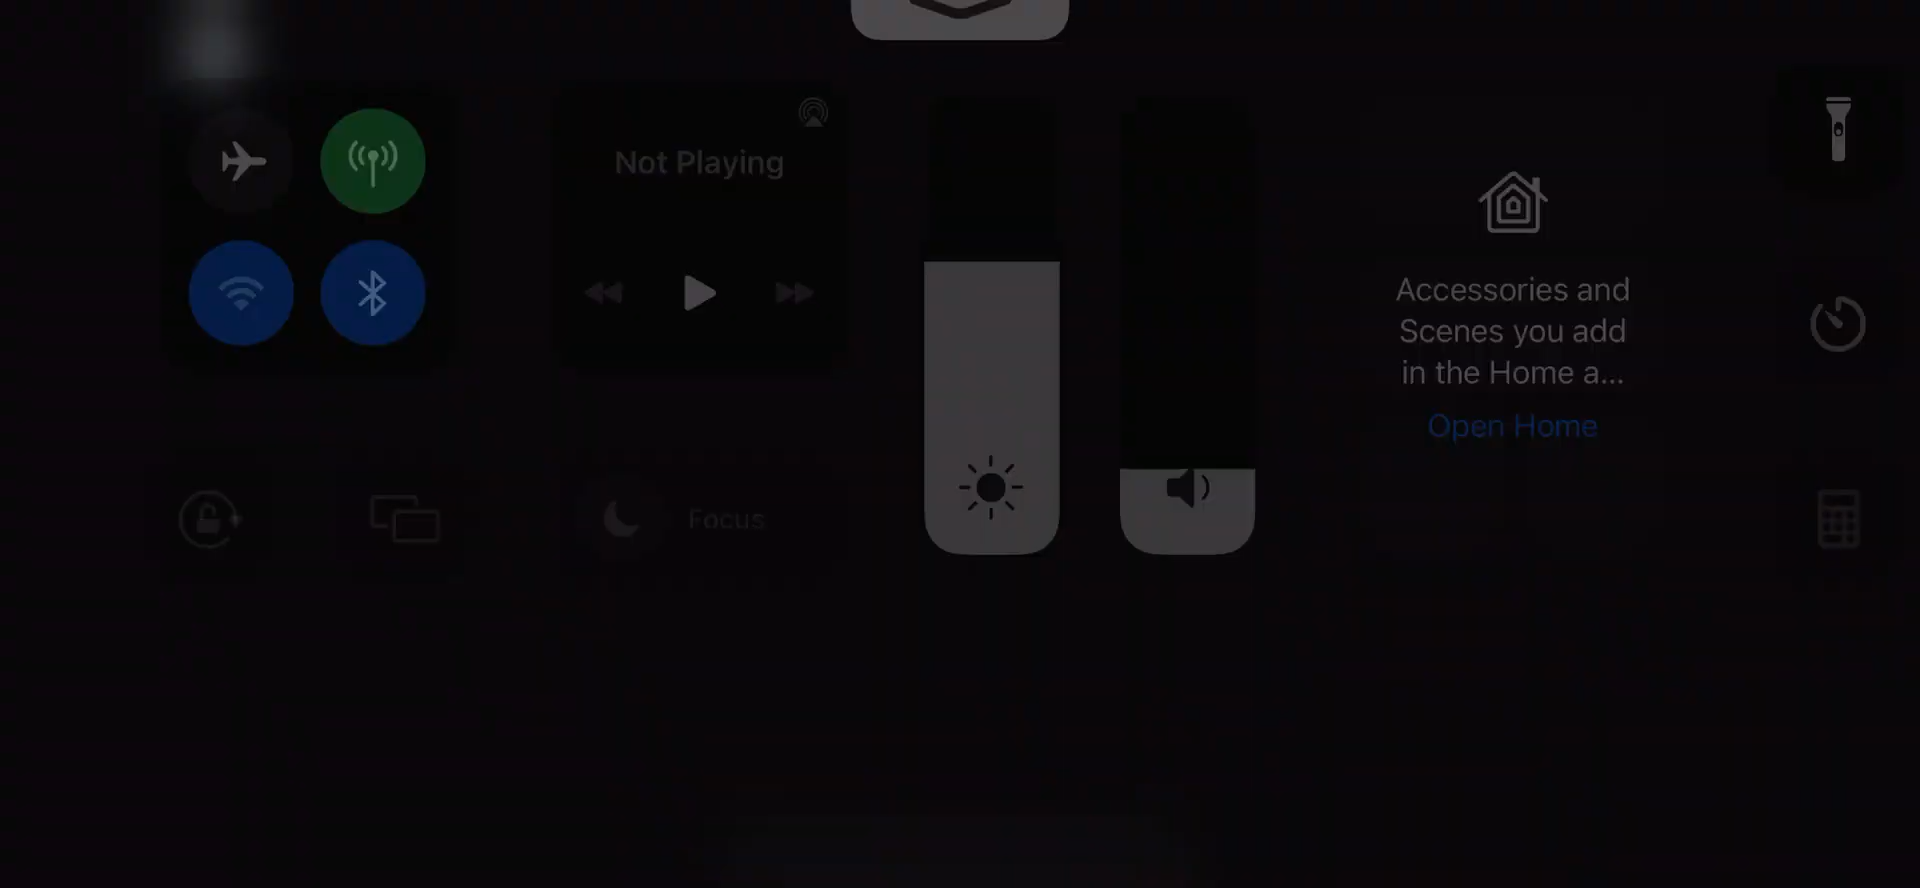 Not Playing
Accessories and
Scenes you add
in the Home a...
Open Home
Focus